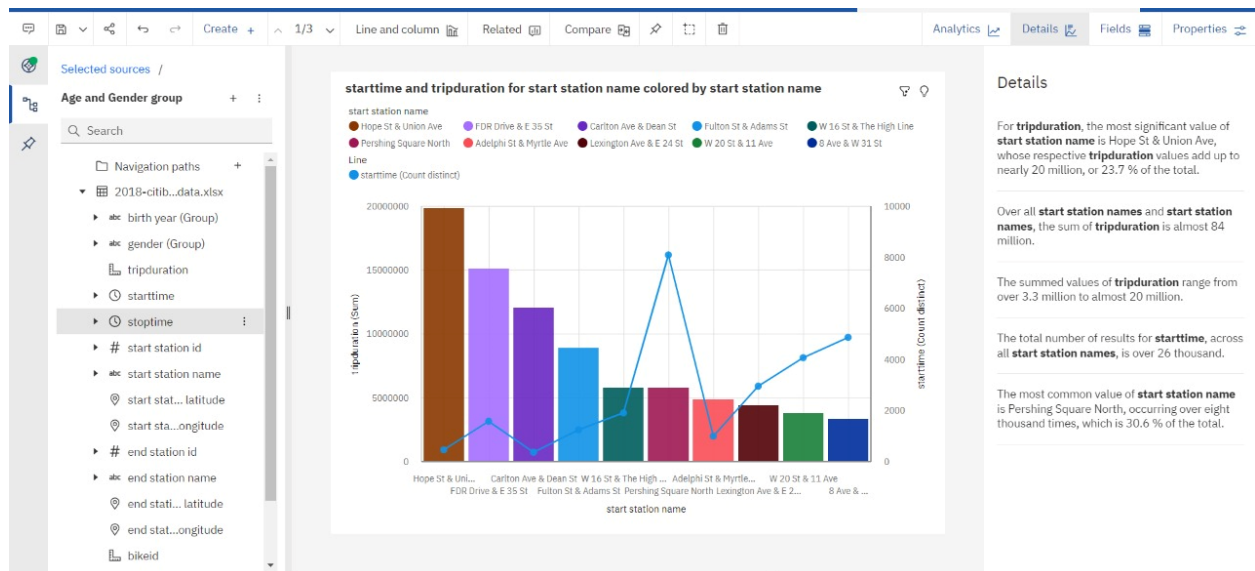 Create +
1/3
Line and column
Related
Compare
Analytics
Details
Fields
Properties
Selected sources /
Age and Gender group
Search
Navigation paths +
2018-citib...data.xlsx
abc birth year (Group)
abc gender (Group)
tripduration
starttime
stoptime
# start station id
abc start station name
start stat... latitude
start sta...ongitude
# end station id
abc end station name
end stati... latitude
end stat...ongitude
bikeid
starttime and tripduration for start station name colored by start station name
start station name
Hope St & Union Ave
FDR Drive & E 35 St
Carlton Ave & Dean St
Fulton St & Adams St
W 16 St & The High Line
Pershing Square North
Adelphi St & Myrtle Ave
Lexington Ave & E 24 St
W 20 St & 11 Ave
8 Ave & W 31 St
Line
starttime (Count distinct)
tripduration (Sum)
20000000
15000000
10000000
5000000
0
10000
8000
6000
4000
2000
0
starttime (Count distinct)
Hope St & Uni...
Carlton Ave & Dean St
W 16 St & The High ...
Adelphi St & Myrtle...
W 20 St & 11 Ave
FDR Drive & E 35 St
Fulton St & Adams St
Pershing Square North
Lexington Ave & E 2...
8 Ave & ...
start station name
Details
For tripduration, the most significant value of
start station name is Hope St & Union Ave,
whose respective tripduration values add up to
nearly 20 million, or 23.7 % of the total.
Over all start station names and start station
names, the sum of tripduration is almost 84
million.
The summed values of tripduration range from
over 3.3 million to almost 20 million.
The total number of results for starttime, across
all start station names, is over 26 thousand.
The most common value of start station name
is Pershing Square North, occurring over eight
thousand times, which is 30.6 % of the total.